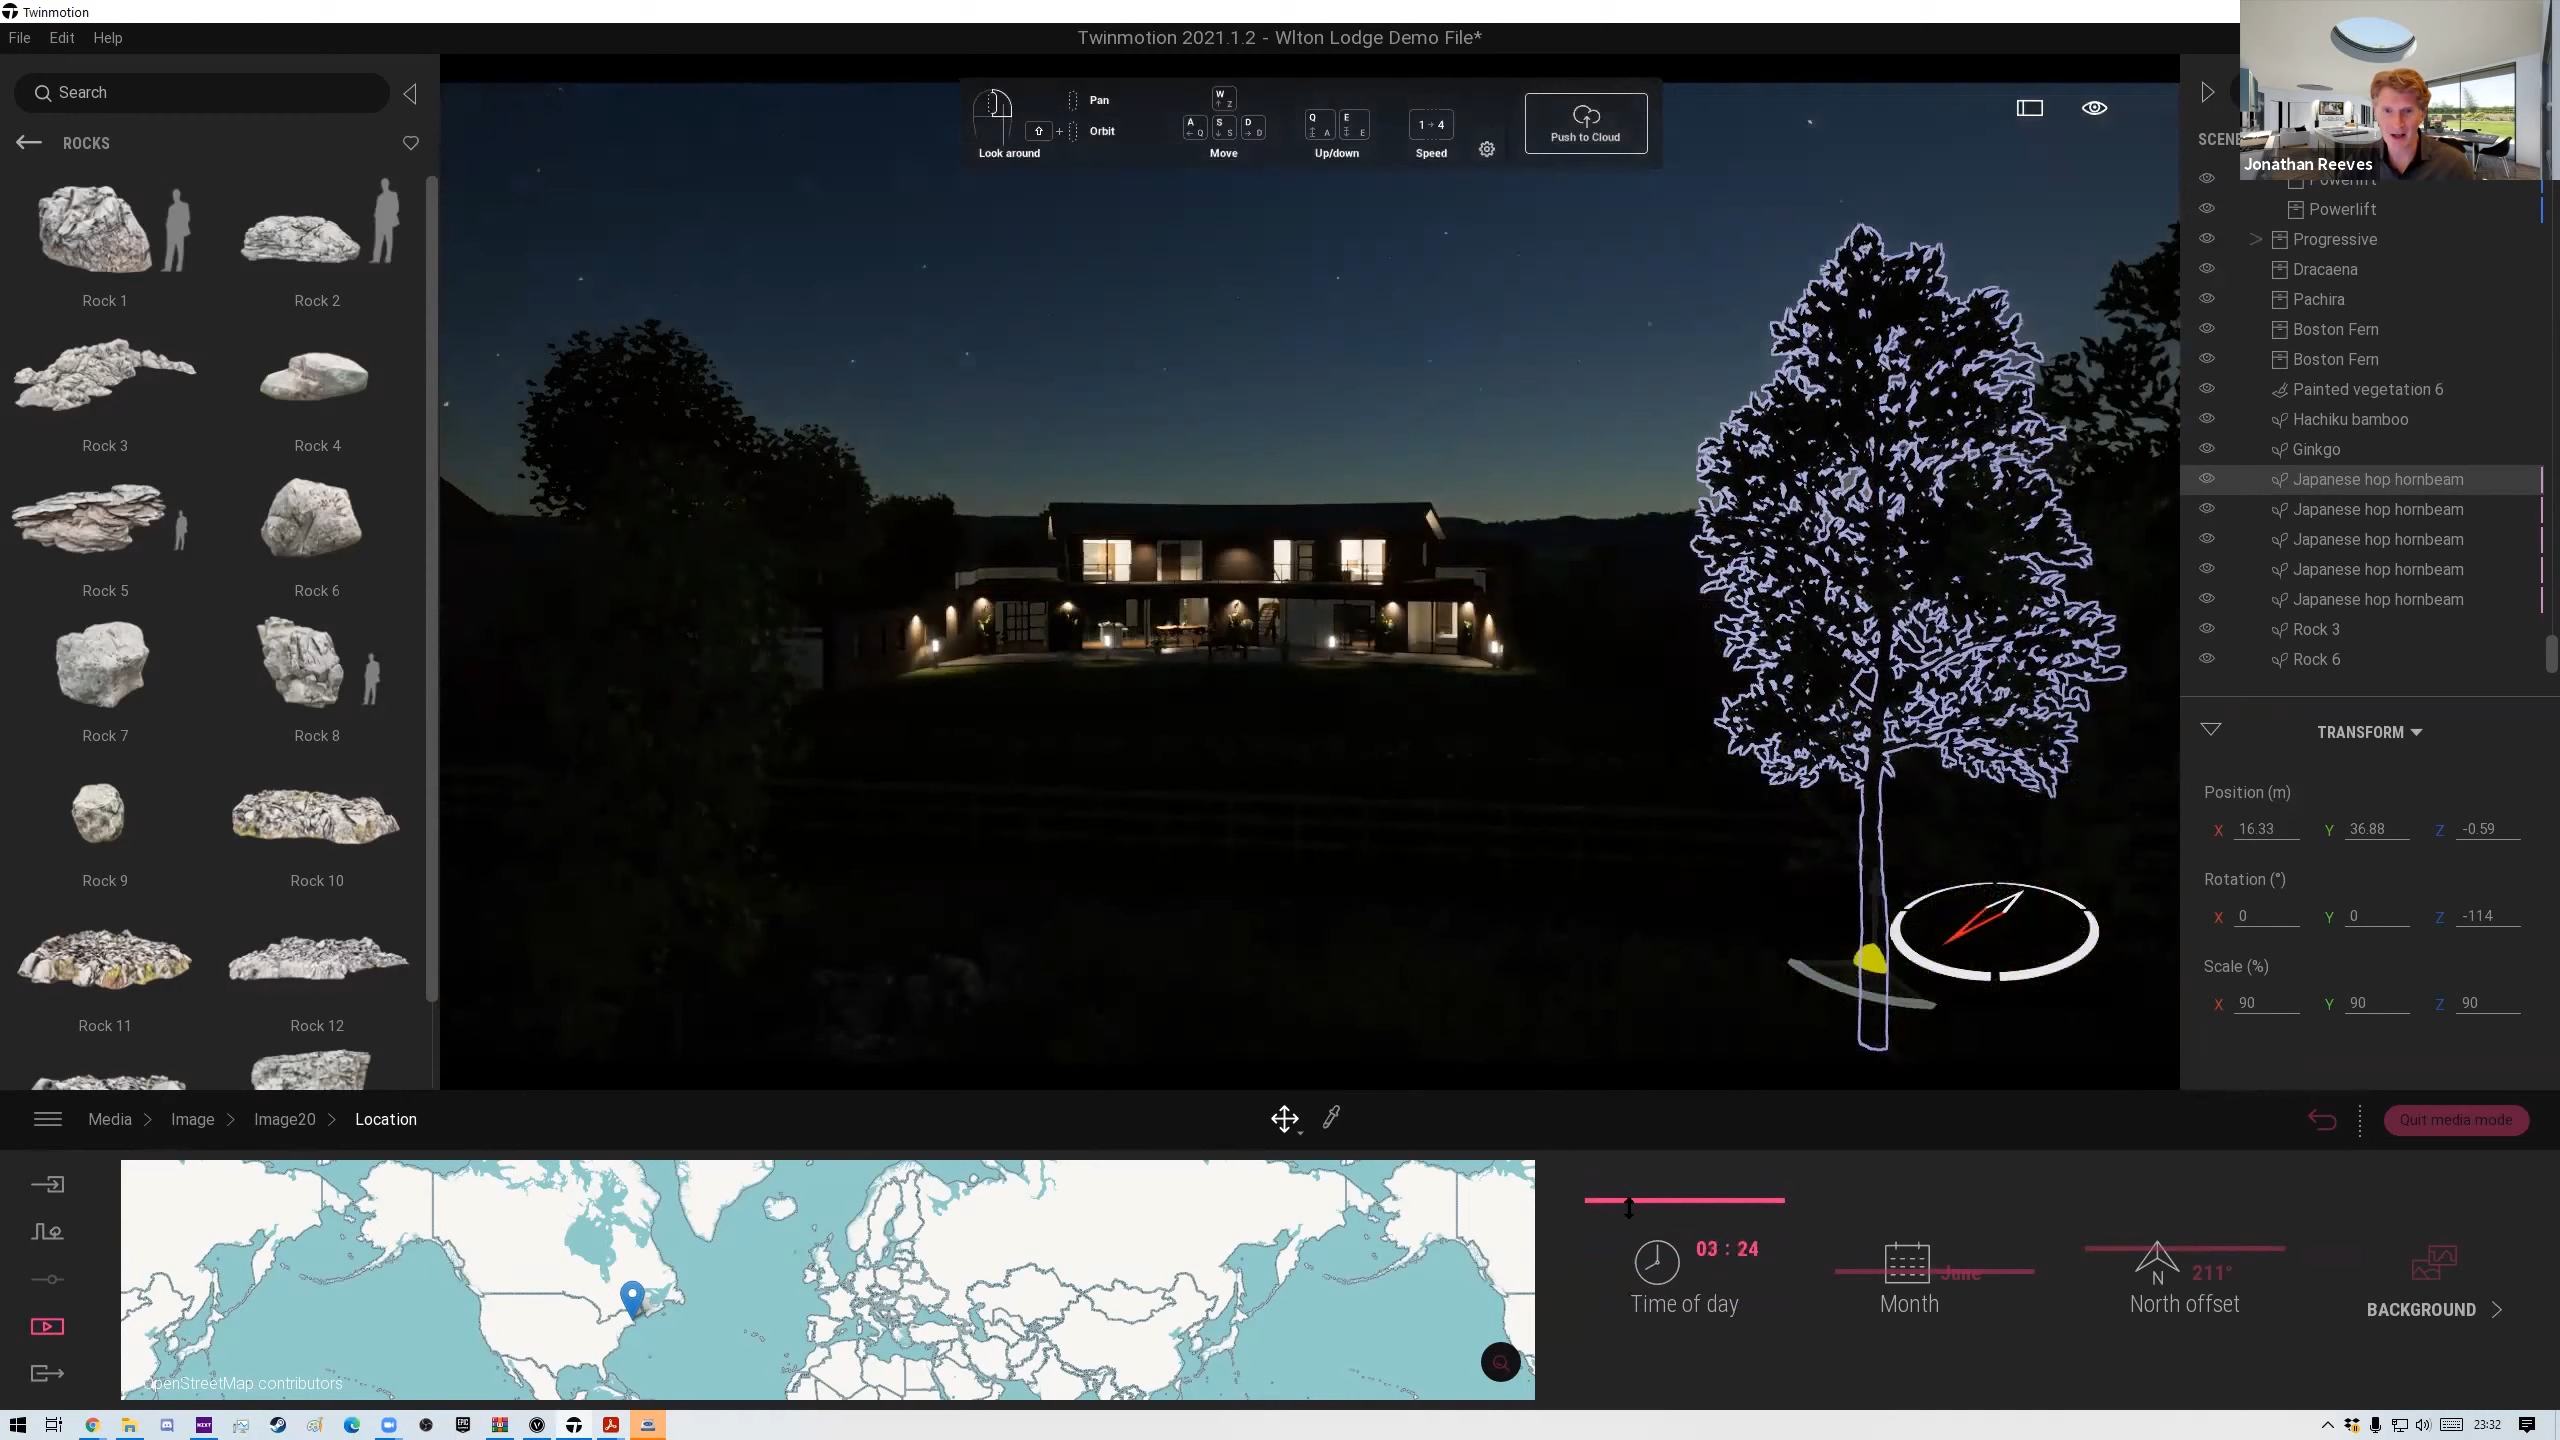 Twinmotion
File Edit Help
Twinmotion 2021.1.2 - Wlton Lodge Demo File*
Search
ROCKS
Rock 1 Rock 2
Rock 3 Rock 4
Rock 5 Rock 6
Rock 7 Rock 8
Rock 9 Rock 10
Rock 11 Rock 12
Look around
Pan
Orbit
W
Z
A Q S S D D
Move
Q A E E
Up/down
1 4
Speed
Push to Cloud
Jonathan Reeves
SCENE
Powerlift
Powerlift
Progressive
Dracaena
Pachira
Boston Fern
Boston Fern
Painted vegetation 6
Hachiku bamboo
Ginkgo
Japanese hop hornbeam
Japanese hop hornbeam
Japanese hop hornbeam
Japanese hop hornbeam
Japanese hop hornbeam
Rock 3
Rock 6
TRANSFORM
Position (m)
X 16.33 Y 36.88 Z -0.59
Rotation (°)
X 0 Y 0 Z -114
Scale (%)
X 90 Y 90 Z 90
Media Image Image20 Location
Quit media mode
OpenStreetMap contributors
03 : 24
Time of day
June
Month
N 211°
North offset
BACKGROUND
NEXT
EPIC
23:32